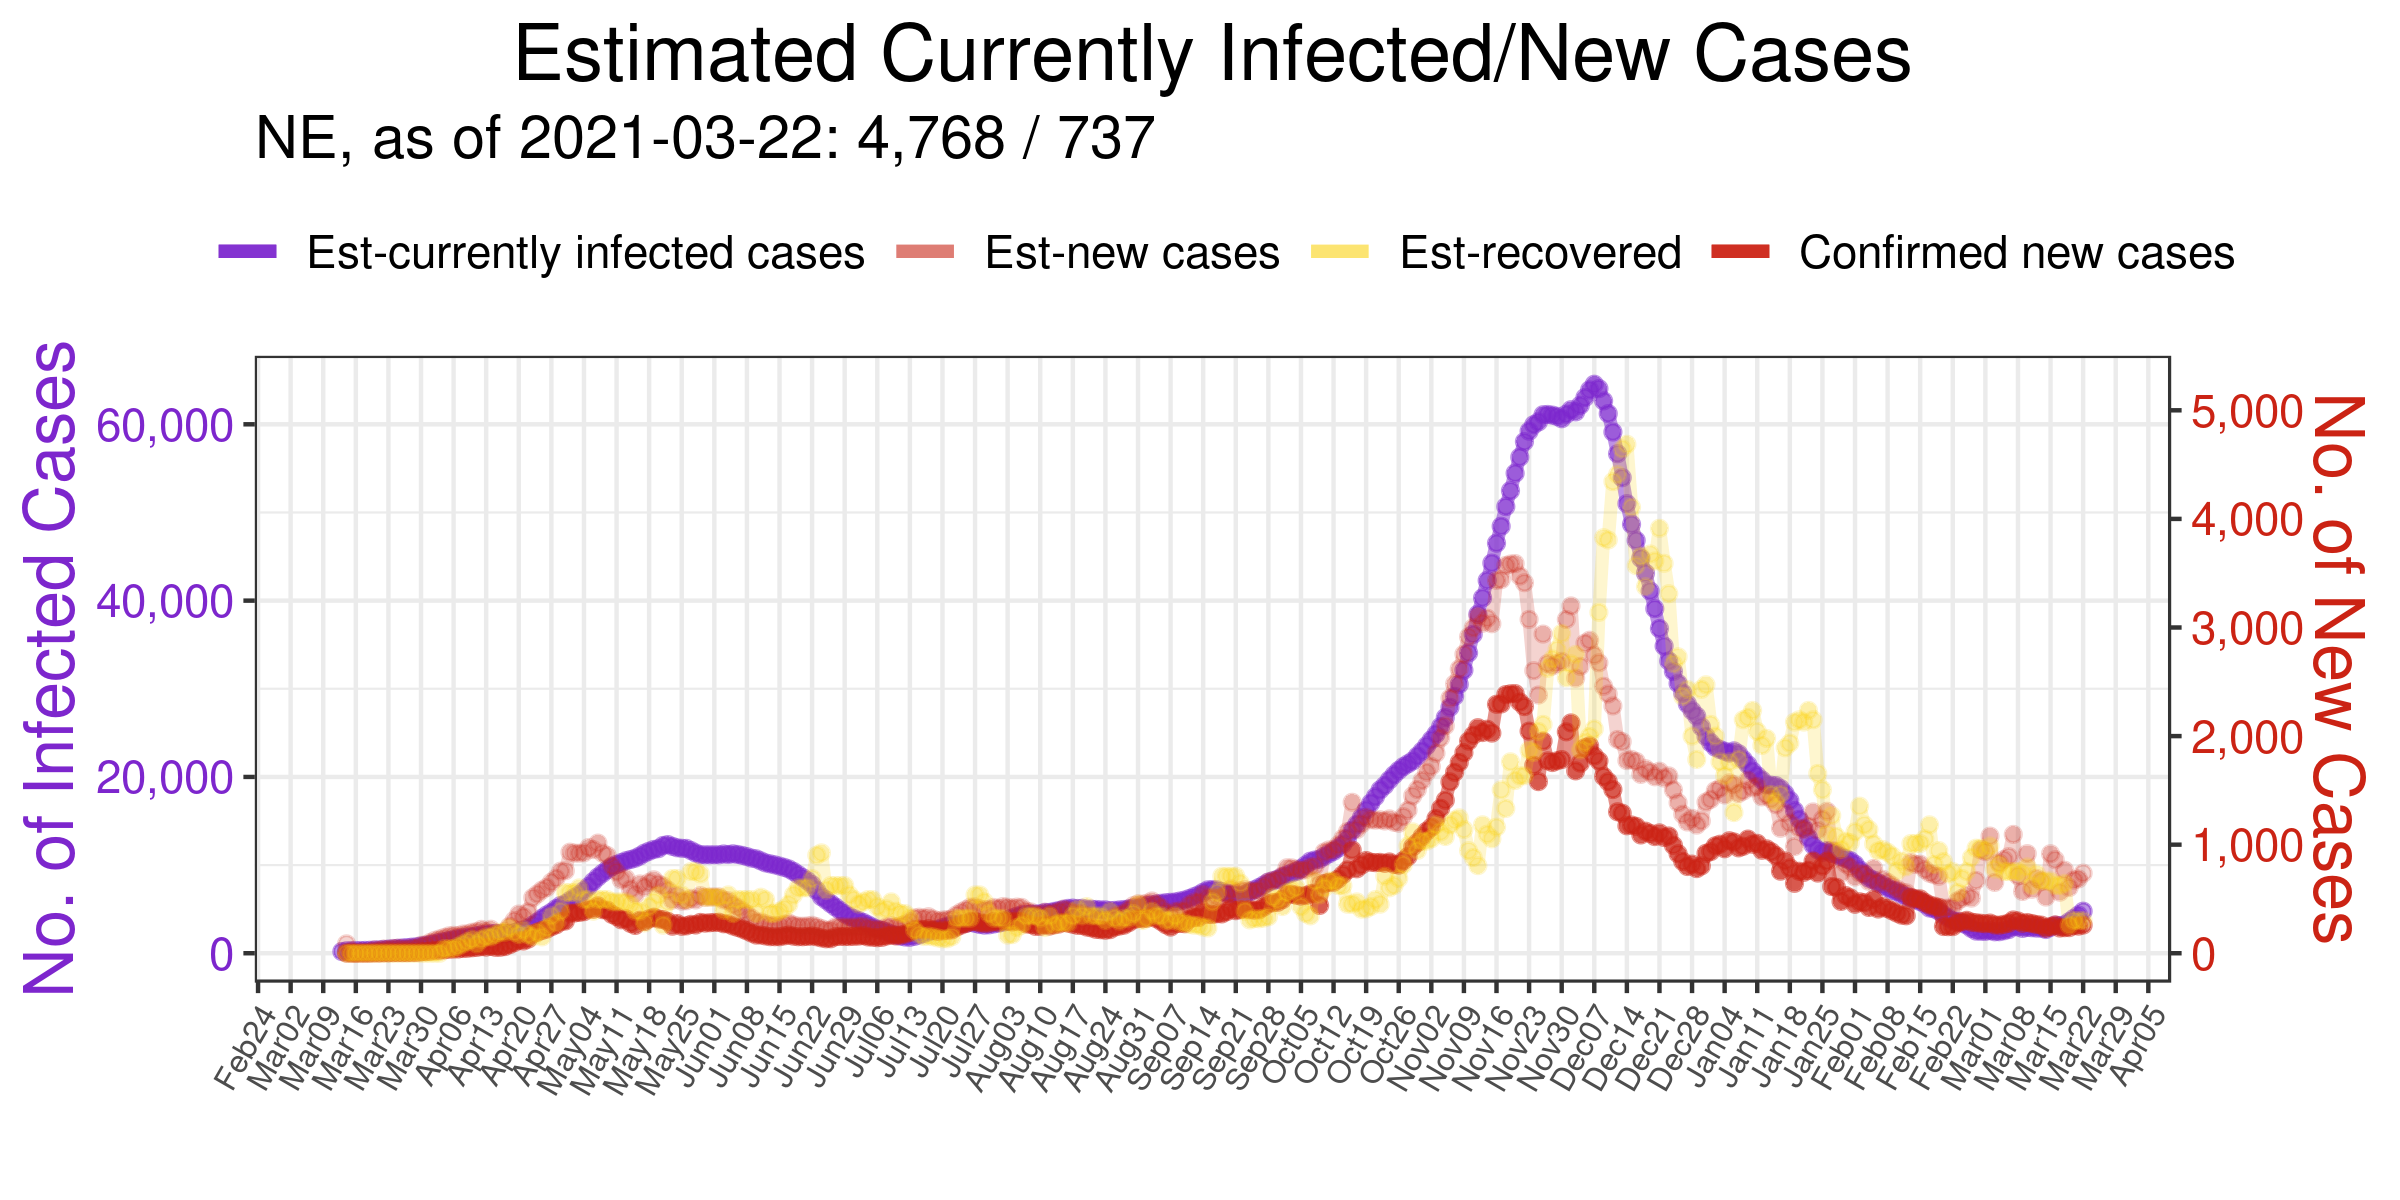 Estimated Currently Infected/New Cases
NE, as of 2021-03-22: 4,768 / 737
Est-currently infected cases
Est-new cases
Est-recovered
Confirmed new cases
No. of Infected Cases
60,000
40,000
20,000
0
5,000
4,000
3,000
2,000
1,000
0
No. of New Cases
Feb24
Mar02
Mar09
Mar16
Mar23
Mar30
Apr06
Apr13
Apr20
Apr27
May04
May11
May18
May25
Jun01
Jun08
Jun15
Jun22
Jun29
Jul06
Jul13
Jul20
Jul27
Aug03
Aug10
Aug17
Aug24
Aug31
Sep07
Sep14
Sep21
Sep28
Oct05
Oct12
Oct19
Oct26
Nov02
Nov09
Nov16
Nov23
Nov30
Dec07
Dec14
Dec21
Dec28
Jan04
Jan11
Jan18
Jan25
Feb01
Feb08
Feb15
Feb22
Mar01
Mar08
Mar15
Mar22
Mar29
Apr05